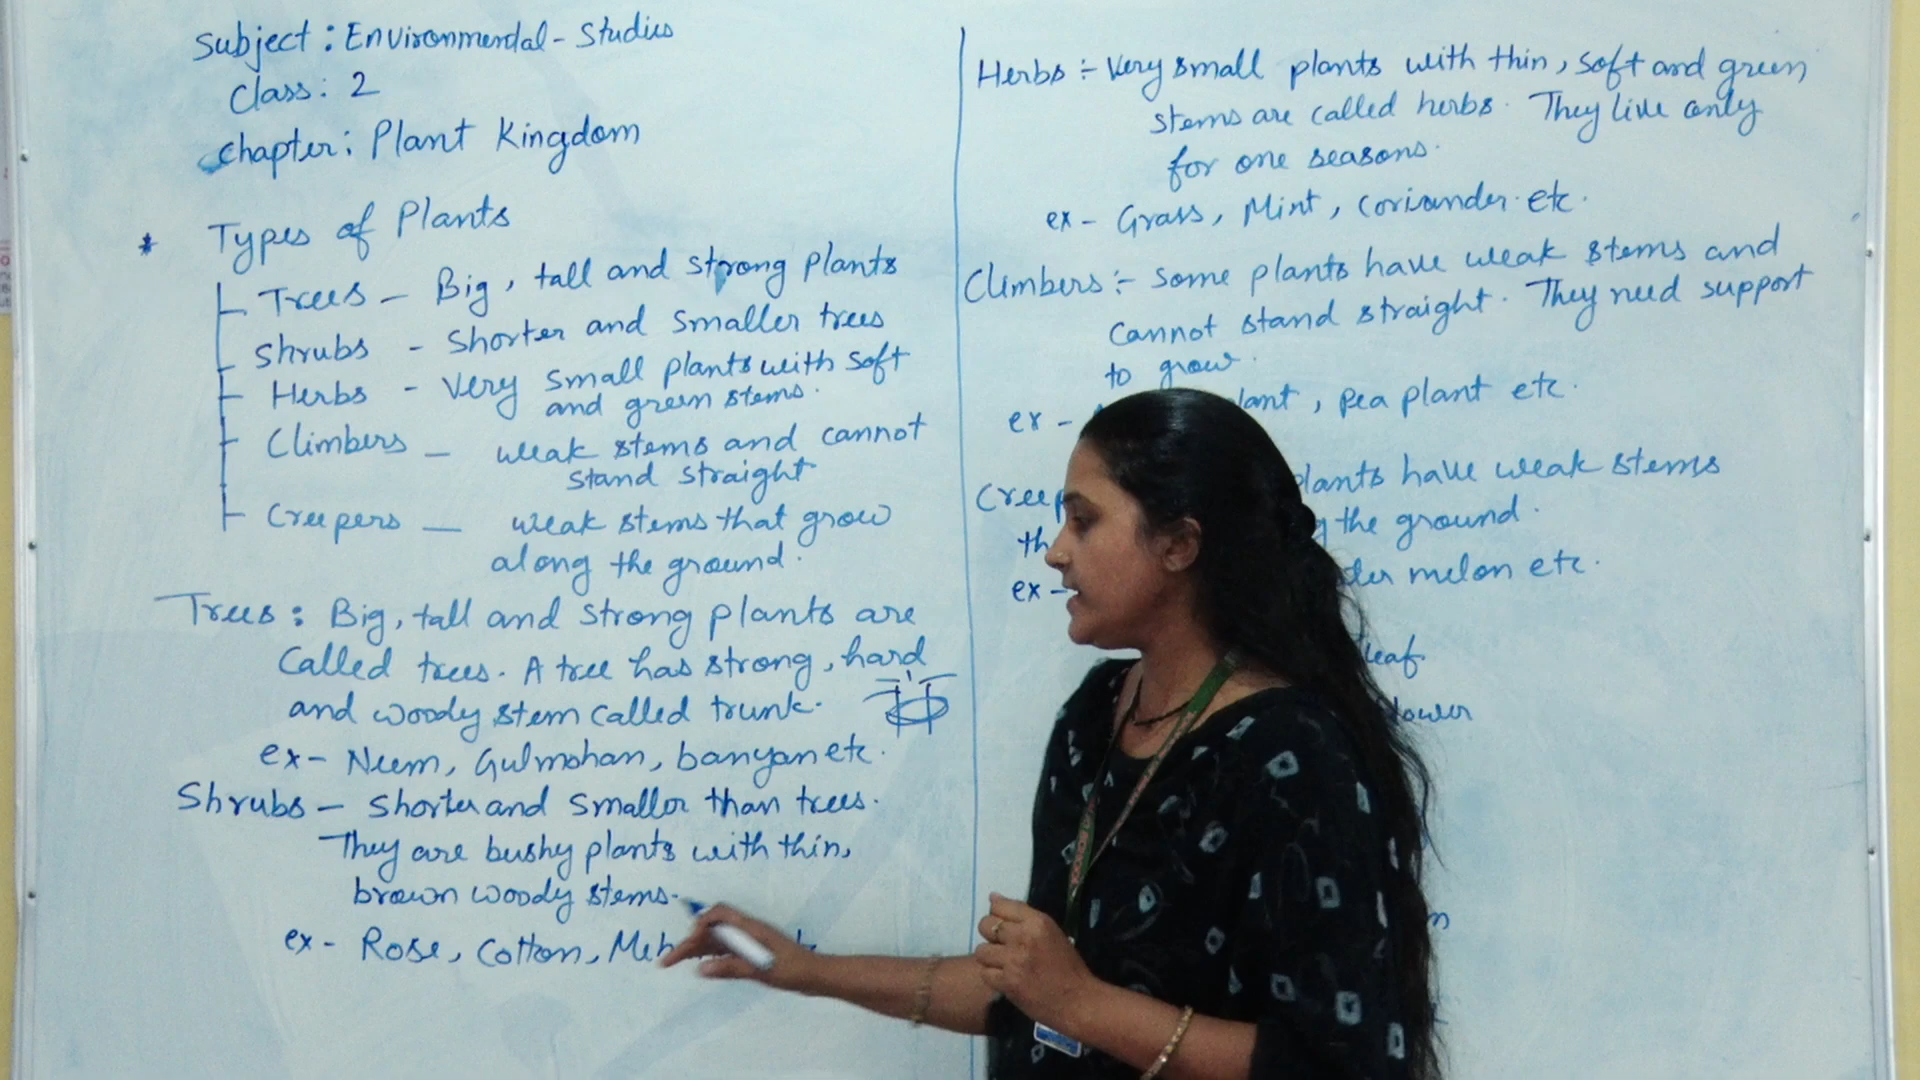 Subject : Environmental - Studies
Class : 2
Chapter : Plant Kingdom
* Types of Plants
Trees - Big, tall and strong plants
Shrubs - Shorter and smaller trees
Herbs - Very small plants with soft
and green stems.
Climbers - weak stems and cannot
stand straight
Creepers - weak stems that grow
along the ground.
Trees : Big, tall and strong plants are
called trees. A tree has strong, hard
and woody stem called trunk.
ex - Neem, Gulmohan, banyan etc.
Shrubs - Shorter and smaller than trees.
They are bushy plants with thin,
brown woody stems.
ex - Rose, Cotton,
Herbs :- Very small plants with thin, soft and green
stems are called herbs. They live only
for one seasons.
ex - Grass, Mint, coriander etc.
Climbers :- Some plants have weak stems and
cannot stand straight. They need support
to grow.
ex - , pea plant etc.
have weak stems
the ground.
ex - melon etc.
leaf